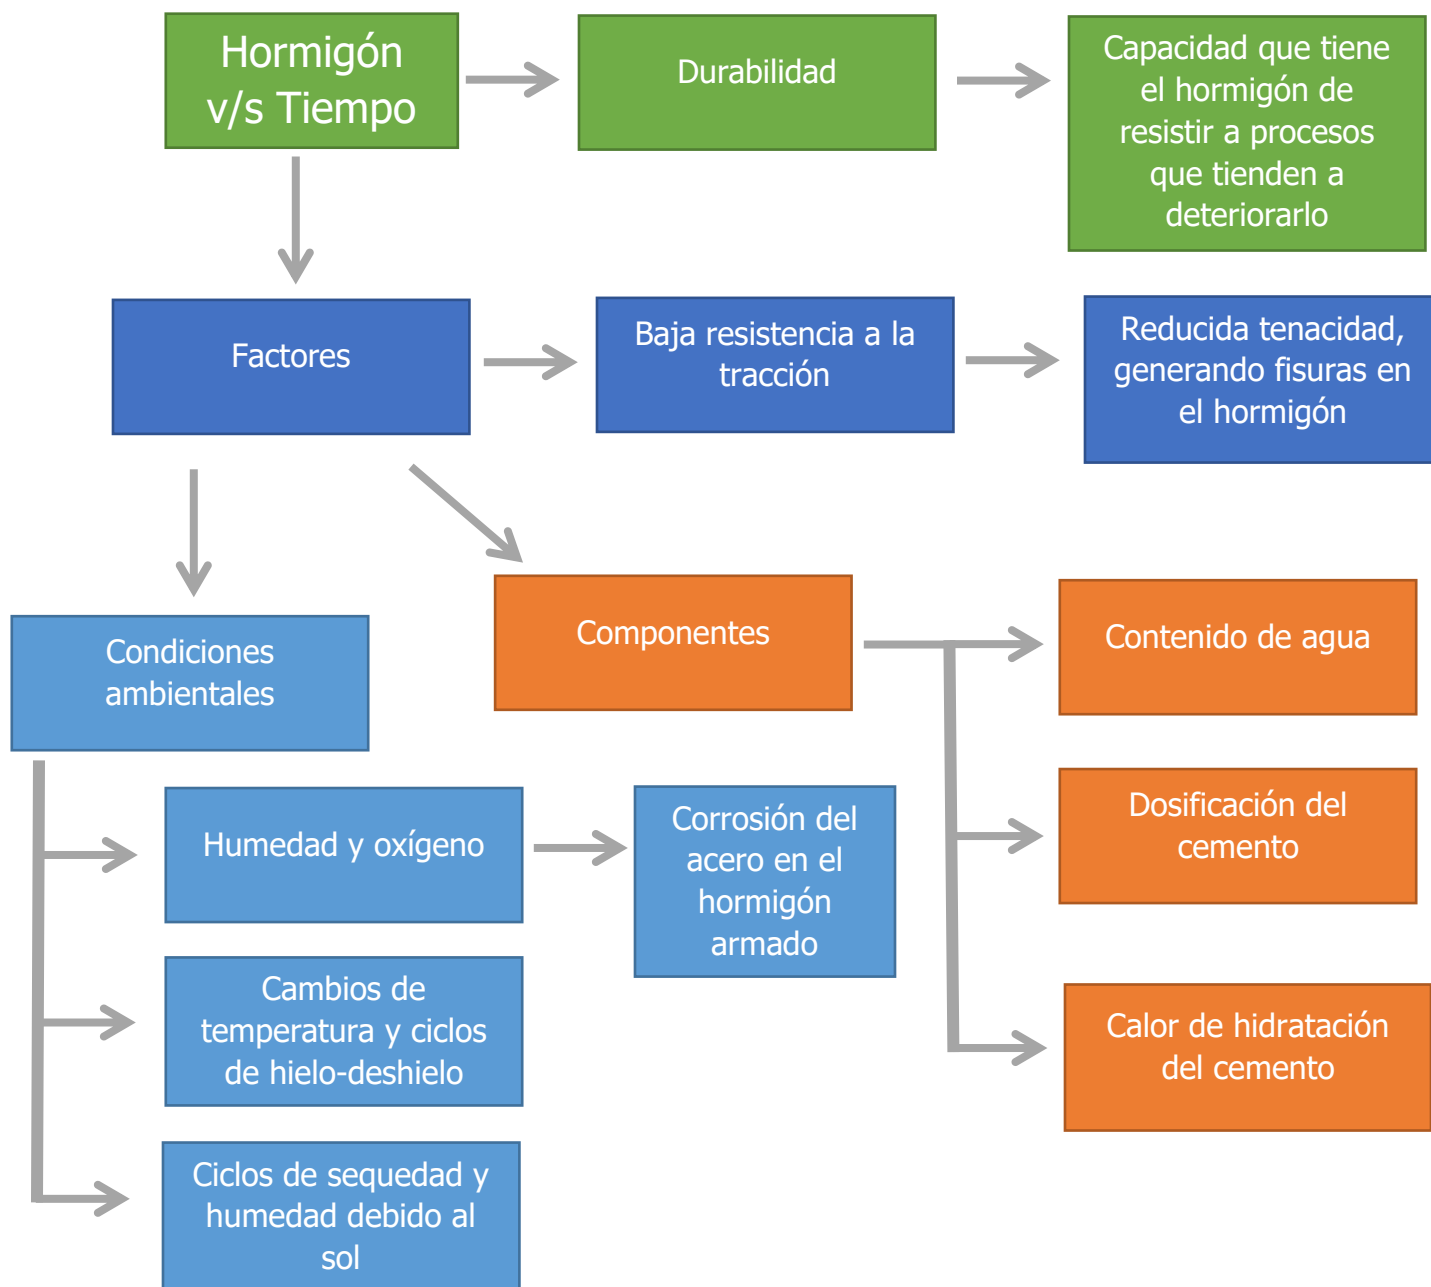 Hormigón
v/s Tiempo
Durabilidad
Capacidad que tiene
el hormigón de
resistir a procesos
que tienden a
deteriorarlo
Factores
Baja resistencia a la
tracción
Reducida tenacidad,
generando fisuras en
el hormigón
Condiciones
ambientales
Componentes
Contenido de agua
Humedad y oxígeno
Corrosión del
acero en el
hormigón
armado
Dosificación del
cemento
Cambios de
temperatura y ciclos
de hielo-deshielo
Calor de hidratación
del cemento
Ciclos de sequedad y
humedad debido al
sol